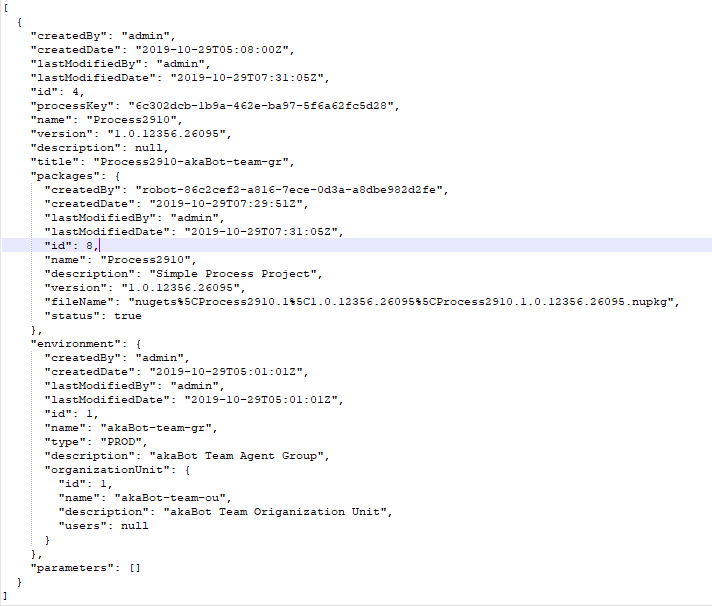 [
  {
    "createdBy": "admin",
    "createdDate": "2019-10-29T05:08:00Z",
    "lastModifiedBy": "admin",
    "lastModifiedDate": "2019-10-29T07:31:05Z",
    "id": 4,
    "processKey": "6c302dcb-1b9a-462e-ba97-5f6a62fc5d28",
    "name": "Process2910",
    "version": "1.0.12356.26095",
    "description": null,
    "title": "Process2910-akaBot-team-gr",
    "packages": {
      "createdBy": "robot-86c2cef2-a816-7ece-0d3a-a8dbe982d2fe",
      "createdDate": "2019-10-29T07:29:51Z",
      "lastModifiedBy": "admin",
      "lastModifiedDate": "2019-10-29T07:31:05Z",
      "id": 8,
      "name": "Process2910",
      "description": "Simple Process Project",
      "version": "1.0.12356.26095",
      "fileName": "nugets%5CProcess2910.1%5C1.0.12356.26095%5CProcess2910.1.0.12356.26095.nupkg",
      "status": true
    },
    "environment": {
      "createdBy": "admin",
      "createdDate": "2019-10-29T05:01:01Z",
      "lastModifiedBy": "admin",
      "lastModifiedDate": "2019-10-29T05:01:01Z",
      "id": 1,
      "name": "akaBot-team-gr",
      "type": "PROD",
      "description": "akaBot Team Agent Group",
      "organizationUnit": {
        "id": 1,
        "name": "akaBot-team-ou",
        "description": "akaBot Team Origanization Unit",
        "users": null
      }
    },
    "parameters": []
  }
]